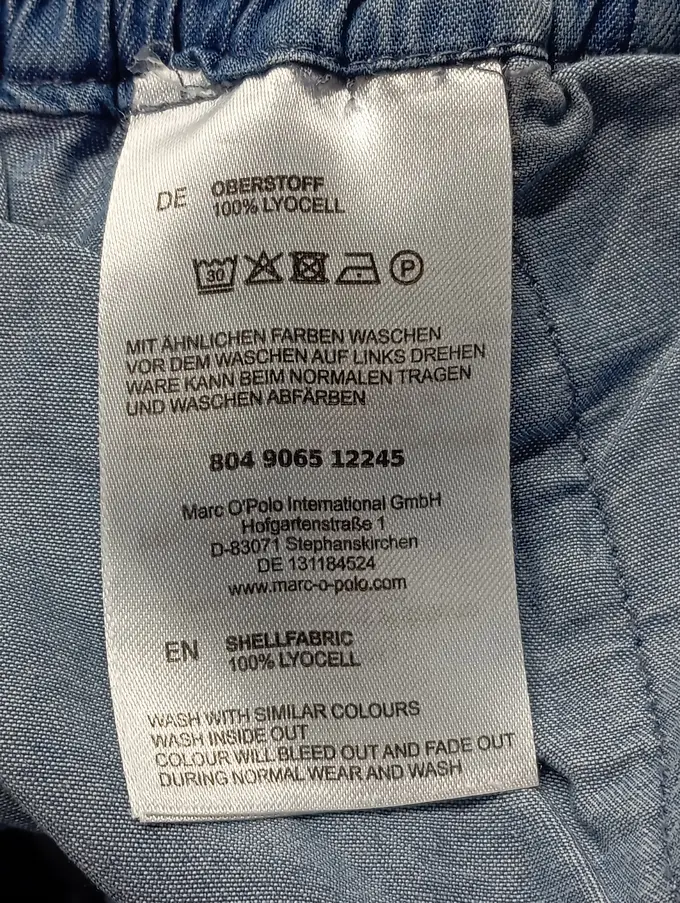 DE OBERSTOFF
100% LYOCELL
30 P
MIT ÄHNLICHEN FARBEN WASCHEN
VOR DEM WASCHEN AUF LINKS DREHEN
WARE KANN BEIM NORMALEN TRAGEN
UND WASCHEN ABFÄRBEN
804 9065 12245
Marc O'Polo International GmbH
Hofgartenstraße 1
D-83071 Stephanskirchen
DE 131184524
www.marc-o-polo.com
EN SHELLFABRIC
100% LYOCELL
WASH WITH SIMILAR COLOURS
WASH INSIDE OUT
COLOUR WILL BLEED OUT AND FADE OUT
DURING NORMAL WEAR AND WASH